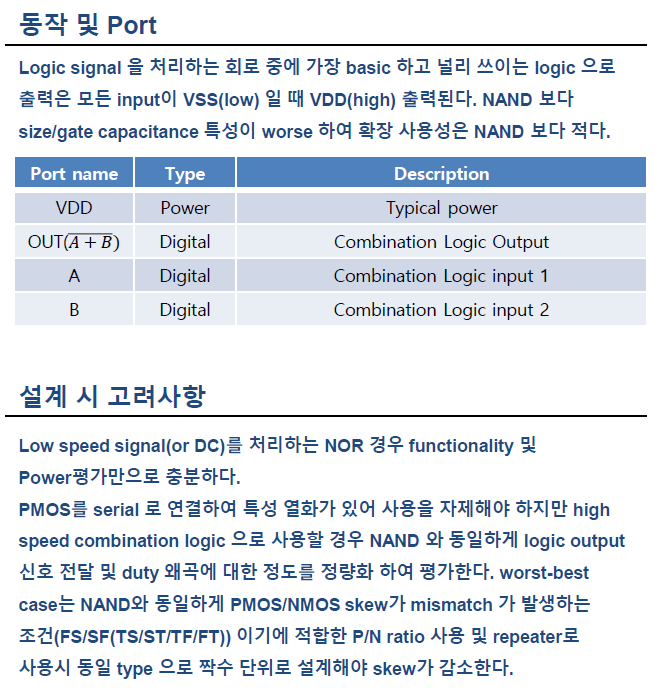 동작 및 Port
Logic signal 을 처리하는 회로 중에 가장 basic 하고 널리 쓰이는 logic 으로
출력은 모든 input이 VSS(low) 일 때 VDD(high) 출력된다. NAND 보다
size/gate capacitance 특성이 worse 하여 확장 사용성은 NAND 보다 적다.
Port name Type Description
VDD Power Typical power
OUT(\overline{A + B}) Digital Combination Logic Output
A Digital Combination Logic input 1
B Digital Combination Logic input 2
설계 시 고려사항
Low speed signal(or DC)를 처리하는 NOR 경우 functionality 및
Power평가만으로 충분하다.
PMOS를 serial 로 연결하여 특성 열화가 있어 사용을 자제해야 하지만 high
speed combination logic 으로 사용할 경우 NAND 와 동일하게 logic output
신호 전달 및 duty 왜곡에 대한 정도를 정량화 하여 평가한다. worst-best
case는 NAND와 동일하게 PMOS/NMOS skew가 mismatch 가 발생하는
조건(FS/SF(TS/ST/TF/FT)) 이기에 적합한 P/N ratio 사용 및 repeater로
사용시 동일 type 으로 짝수 단위로 설계해야 skew가 감소한다.